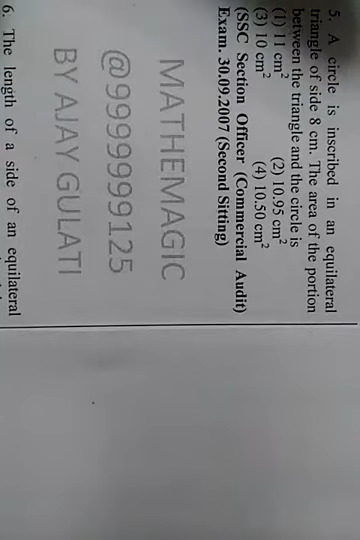 5. A circle is inscribed in an equilateral
triangle of side 8 cm. The area of the portion
between the triangle and the circle is
(1) 11 cm² (2) 10.95 cm²
(3) 10 cm² (4) 10.50 cm²
(SSC Section Officer (Commercial Audit)
Exam. 30.09.2007 (Second Sitting)
MATHEMAGIC
@9999999125
BY AJAY GULATI
6. The length of a side of an equilateral